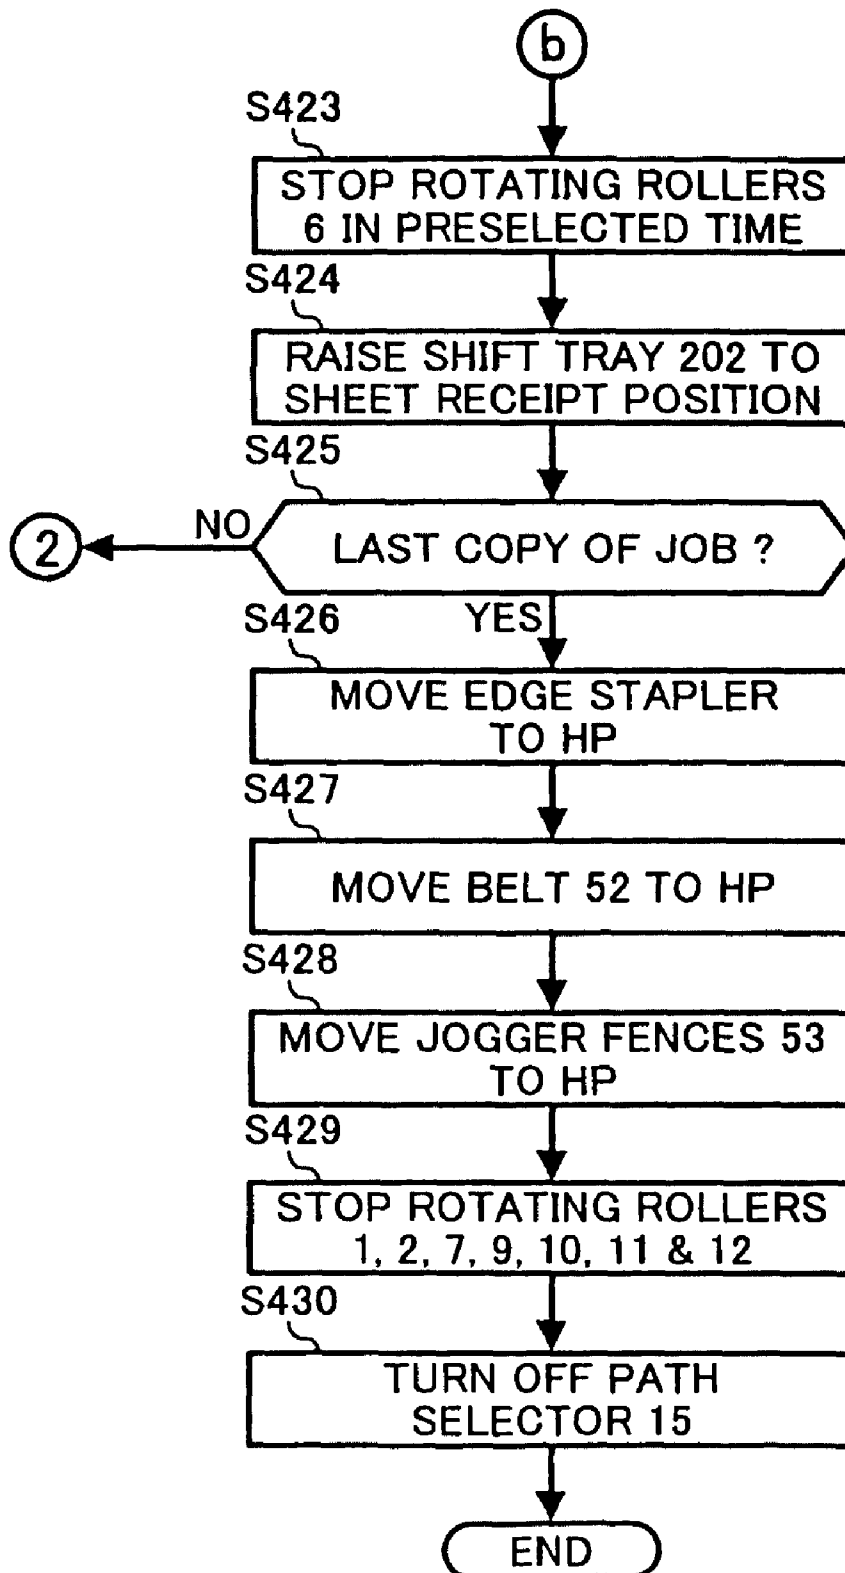 b
S423
STOP ROTATING ROLLERS
6 IN PRESELECTED TIME
S424
RAISE SHIFT TRAY 202 TO
SHEET RECEIPT POSITION
S425
2
NO
LAST COPY OF JOB ?
YES
S426
MOVE EDGE STAPLER
TO HP
S427
MOVE BELT 52 TO HP
S428
MOVE JOGGER FENCES 53
TO HP
S429
STOP ROTATING ROLLERS
1, 2, 7, 9, 10, 11 & 12
S430
TURN OFF PATH
SELECTOR 15
END